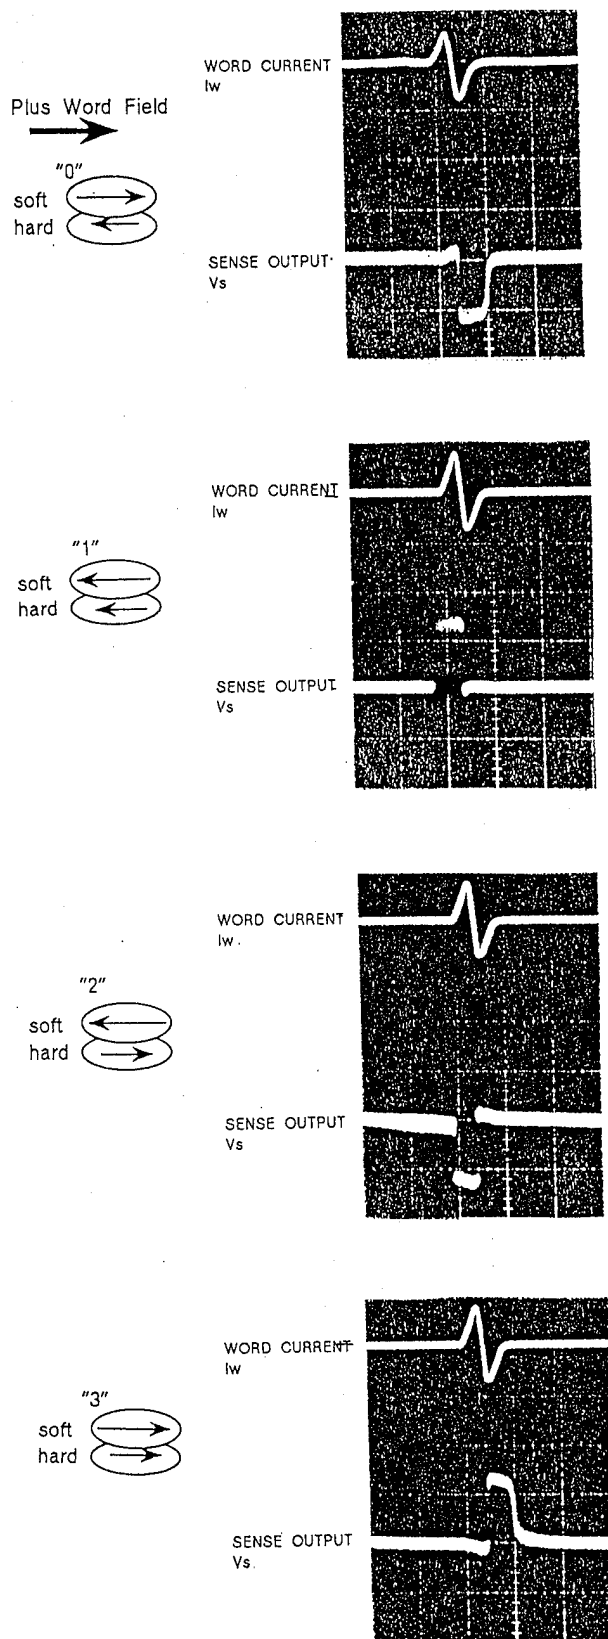 WORD CURRENT
Iw
Plus Word Field
"0"
soft
hard
SENSE OUTPUT
Vs
WORD CURRENT
Iw
"1"
soft
hard
SENSE OUTPUT
Vs
WORD CURRENT
Iw.
"2"
soft
hard
SENSE OUTPUT
Vs
WORD CURRENT
Iw
"3"
soft
hard
SENSE OUTPUT
Vs.